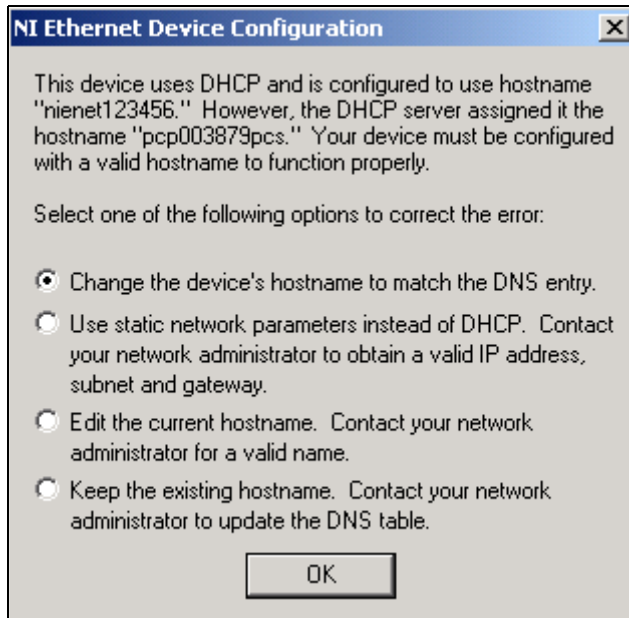 NI Ethernet Device Configuration
This device uses DHCP and is configured to use hostname
"nienet123456."  However, the DHCP server assigned it the
hostname "pcp003879pcs."  Your device must be configured
with a valid hostname to function properly.
Select one of the following options to correct the error:
Change the device's hostname to match the DNS entry.
Use static network parameters instead of DHCP.  Contact
your network administrator to obtain a valid IP address,
subnet and gateway.
Edit the current hostname.  Contact your network
administrator for a valid name.
Keep the existing hostname.  Contact your network
administrator to update the DNS table.
OK